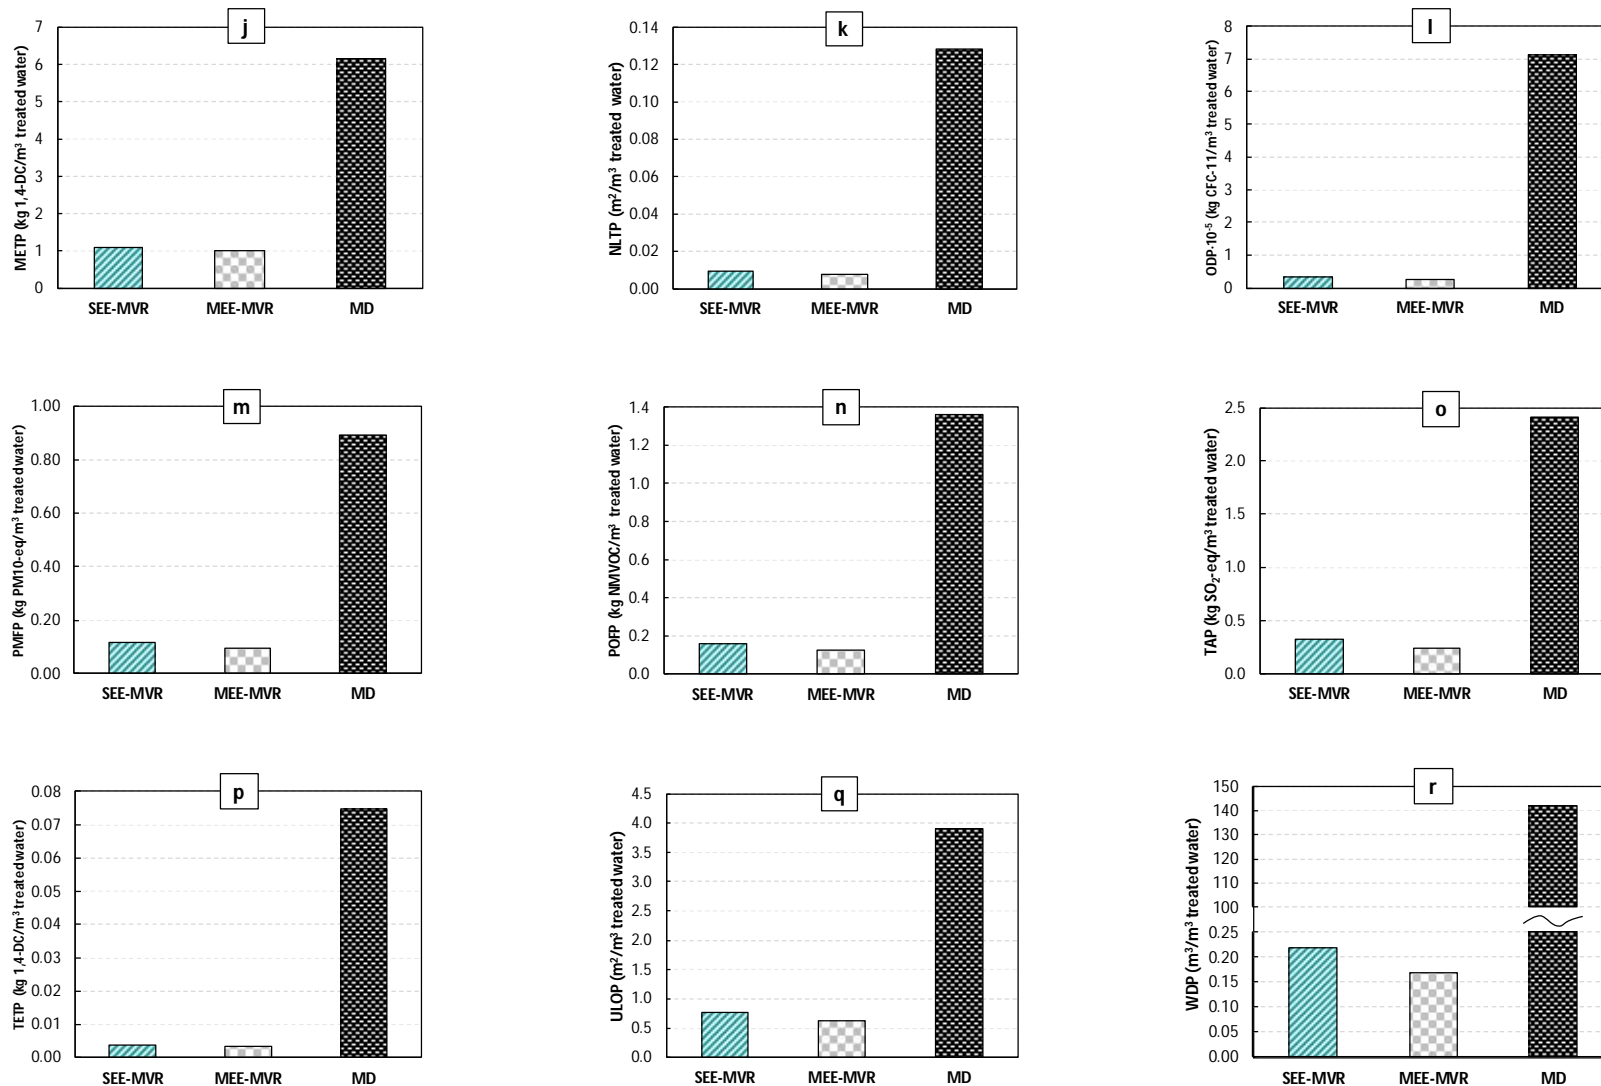 j
METP (kg 1,4-DC/m³ treated water)
7
6
5
4
3
2
1
0
SEE-MVR MEE-MVR MD
k
NLTP (m²/m³ treated water)
0.14
0.12
0.10
0.08
0.06
0.04
0.02
0.00
SEE-MVR MEE-MVR MD
l
ODP·10⁻⁵ (kg CFC-11/m³ treated water)
8
7
6
5
4
3
2
1
0
SEE-MVR MEE-MVR MD
m
PMFP (kg PM10-eq/m³ treated water)
1.00
0.80
0.60
0.40
0.20
0.00
SEE-MVR MEE-MVR MD
n
POFP (kg NMVOC/m³ treated water)
1.4
1.2
1.0
0.8
0.6
0.4
0.2
0.0
SEE-MVR MEE-MVR MD
o
TAP (kg SO₂-eq/m³ treated water)
2.5
2.0
1.5
1.0
0.5
0.0
SEE-MVR MEE-MVR MD
p
TETP (kg 1,4-DC/m³ treated water)
0.08
0.07
0.06
0.05
0.04
0.03
0.02
0.01
0.00
SEE-MVR MEE-MVR MD
q
ULOP (m²/m³ treated water)
4.5
4.0
3.5
3.0
2.5
2.0
1.5
1.0
0.5
0.0
SEE-MVR MEE-MVR MD
r
WDP (m³/m³ treated water)
150
140
130
120
110
100
0.25
0.20
0.15
0.10
0.05
0.00
SEE-MVR MEE-MVR MD